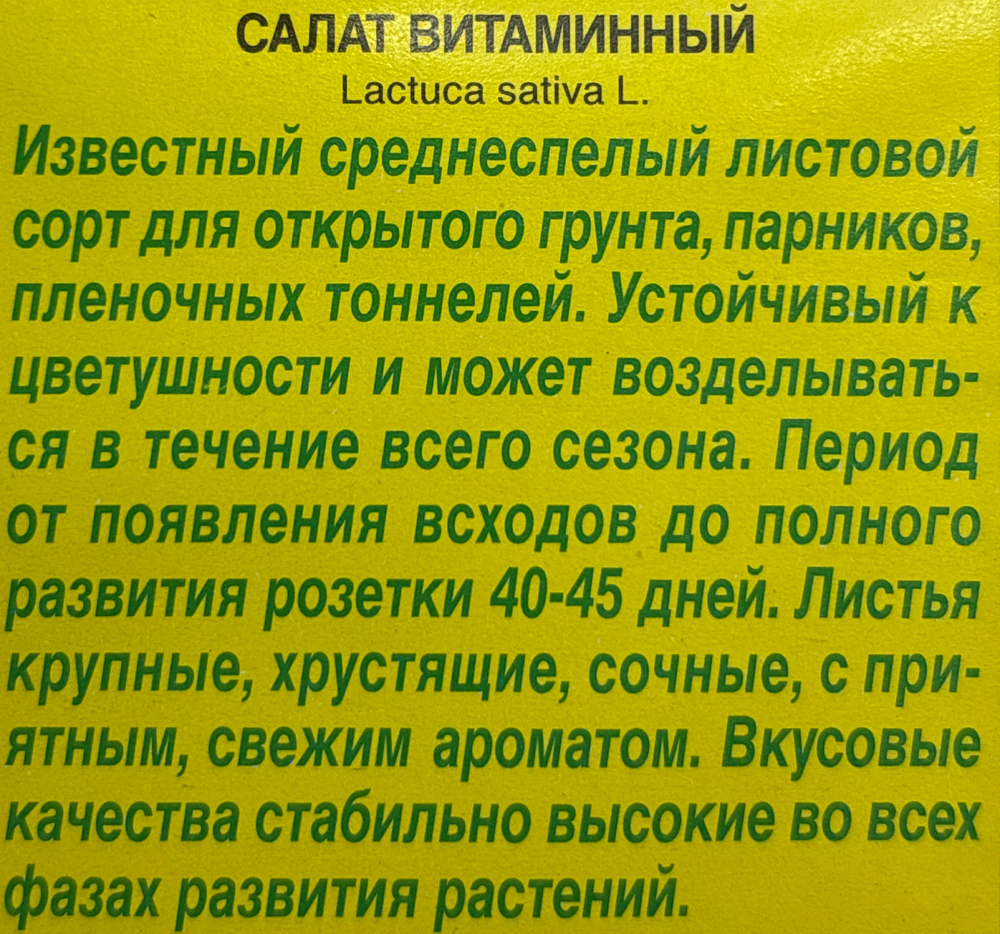 САЛАТ ВИТАМИННЫЙ
Lactuca sativa L.
Известный среднеспелый листовой
сорт для открытого грунта, парников,
пленочных тоннелей. Устойчивый к
цветушности и может возделывать-
ся в течение всего сезона. Период
от появления всходов до полного
развития розетки 40-45 дней. Листья
крупные, хрустящие, сочные, с при-
ятным, свежим ароматом. Вкусовые
качества стабильно высокие во всех
фазах развития растений.